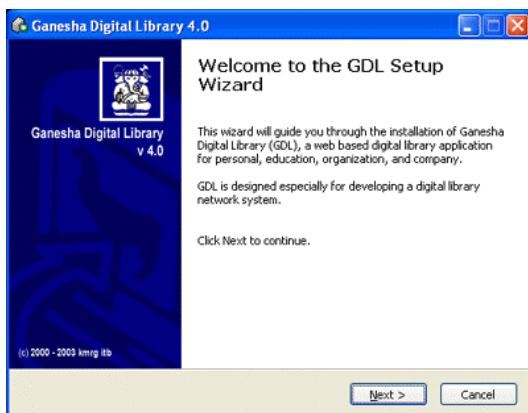 Ganesha Digital Library 4.0
Ganesha Digital Library
v 4.0
(c) 2000 - 2003 kmrg itb
Welcome to the GDL Setup
Wizard
This wizard will guide you through the installation of Ganesha
Digital Library (GDL), a web based digital library application
for personal, education, organization, and company.
GDL is designed especially for developing a digital library
network system.
Click Next to continue.
Next >
Cancel